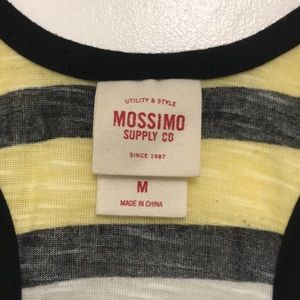 UTILITY & STYLE
MOSSIMO
SUPPLY CO
SINCE 1987
M
MADE IN CHINA